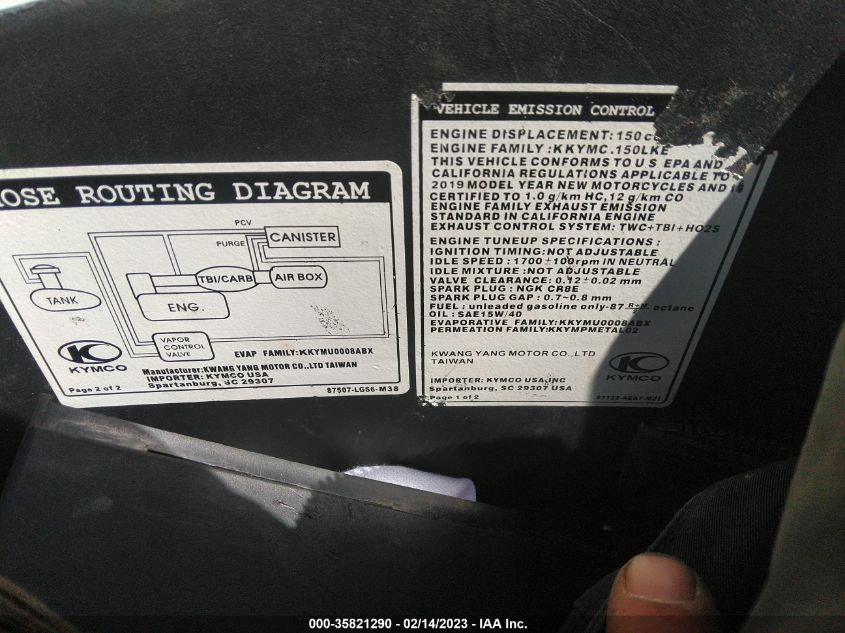 HOSE ROUTING DIAGRAM
PCV
PURGE
CANISTER
TBI/CARB
AIR BOX
TANK
ENG.
VAPOR
CONTROL
VALVE
EVAP FAMILY:KKYMU0008ABX
KYMCO
Manufacturer:KWANG YANG MOTOR CO.,LTD TAIWAN
IMPORTER: KYMCO USA
Page 2 of 2
Spartanburg, SC 29307
87507-LGS6-M38
VEHICLE EMISSION CONTROL
ENGINE DISPLACEMENT: 150 cc
ENGINE FAMILY: KKYMC.150LKE
THIS VEHICLE CONFORMS TO U S EPA AND
CALIFORNIA REGULATIONS APPLICABLE TO
2019 MODEL YEAR NEW MOTORCYCLES AND IS
CERTIFIED TO 1.0 g/km HC, 12 g/km CO
ENGINE FAMILY EXHAUST EMISSION
STANDARD IN CALIFORNIA ENGINE
EXHAUST CONTROL SYSTEM: TWC+TBI+HO2S
ENGINE TUNEUP SPECIFICATIONS :
IGNITION TIMING: NOT ADJUSTABLE
IDLE SPEED : 1700±100rpm IN NEUTRAL
IDLE MIXTURE : NOT ADJUSTABLE
VALVE CLEARANCE: 0.12±0.02 mm
SPARK PLUG : NGK CR8E
SPARK PLUG GAP : 0.7~0.8 mm
FUEL : unleaded gasoline only-87 octane
OIL : SAE15W/40
EVAPORATIVE FAMILY:KKYMU0008ABX
PERMEATION FAMILY:KKYMPMETAL02
KWANG YANG MOTOR CO.,LTD
TAIWAN
KYMCO
IMPORTER: KYMCO USA, INC
Spartanburg, SC 29307 USA
Page 1 of 2
000-35821290 - 02/14/2023 - IAA Inc.